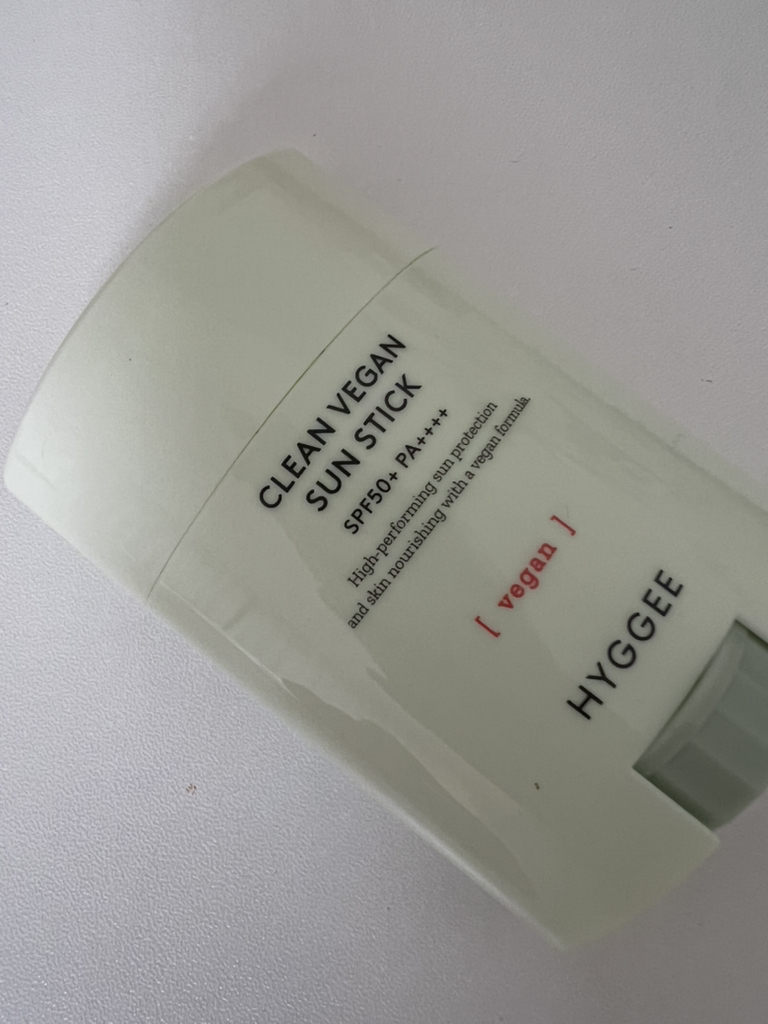 CLEAN VEGAN
SUN STICK
SPF50+ PA++++
High-performing sun protection
and skin nourishing with a vegan formula
[ vegan ]
HYGGEE